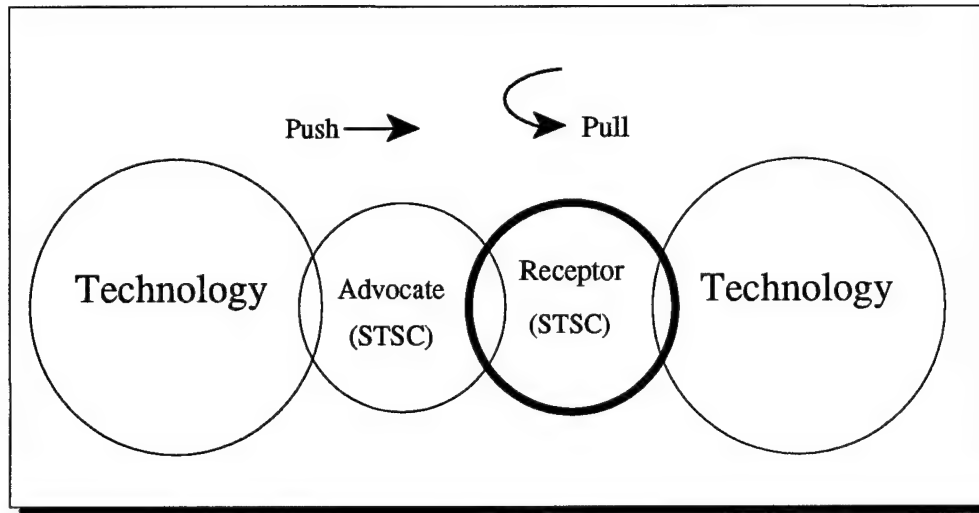 Push
Pull
Technology
Advocate
(STSC)
Receptor
(STSC)
Technology